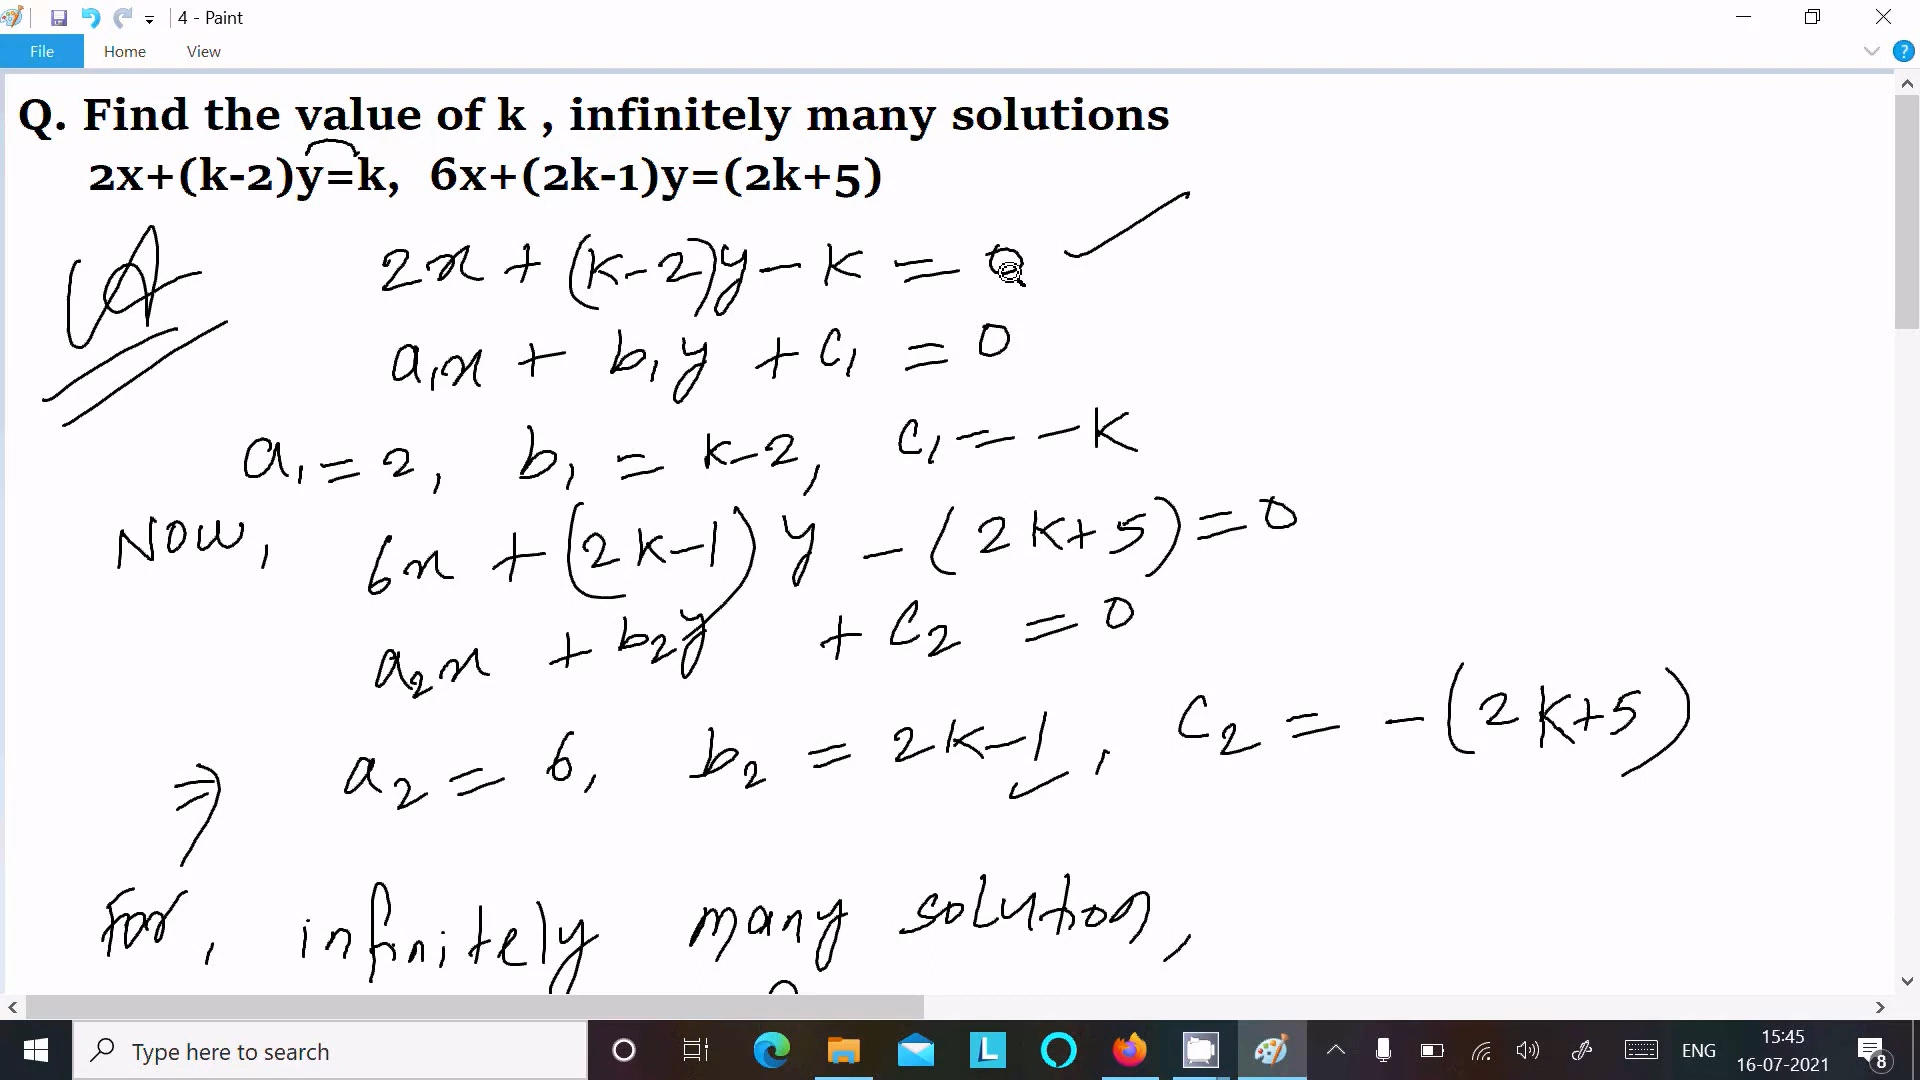 4 - Paint
File Home View
Q. Find the value of k , infinitely many solutions
2x+(k-2)y=k, 6x+(2k-1)y=(2k+5)
2x + (k-2)y - k = 0
a₁x + b₁y + c₁ = 0
a₁ = 2, b₁ = k-2, c₁ = -k
Now, 6x + (2k-1)y - (2k+5) = 0
a₂x + b₂y + c₂ = 0
⇒ a₂ = 6, b₂ = 2k-1, c₂ = -(2k+5)
For, infinitely many solution,
Type here to search
L
ENG
15:45
16-07-2021
8